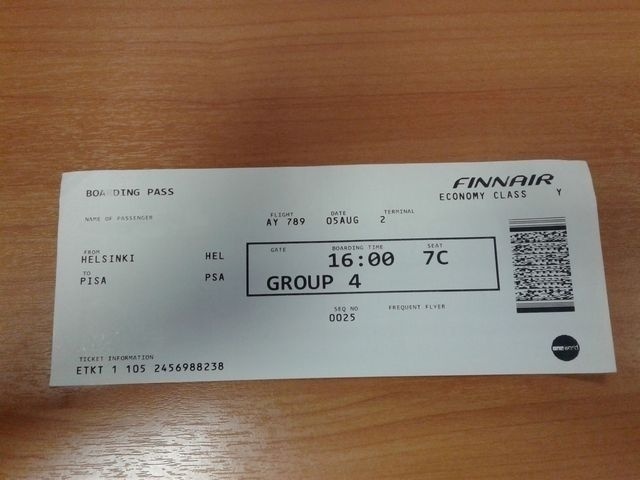 BOARDING PASS
FINNAIR
ECONOMY CLASS Y
NAME OF PASSENGER
FLIGHT DATE TERMINAL
AY 789 05AUG 2
FROM
HELSINKI HEL
TO
PISA PSA
GATE BOARDING TIME SEAT
16:00 7C
GROUP 4
SEQ NO FREQUENT FLYER
0025
oneworld
TICKET INFORMATION
ETKT 1 105 2456988238